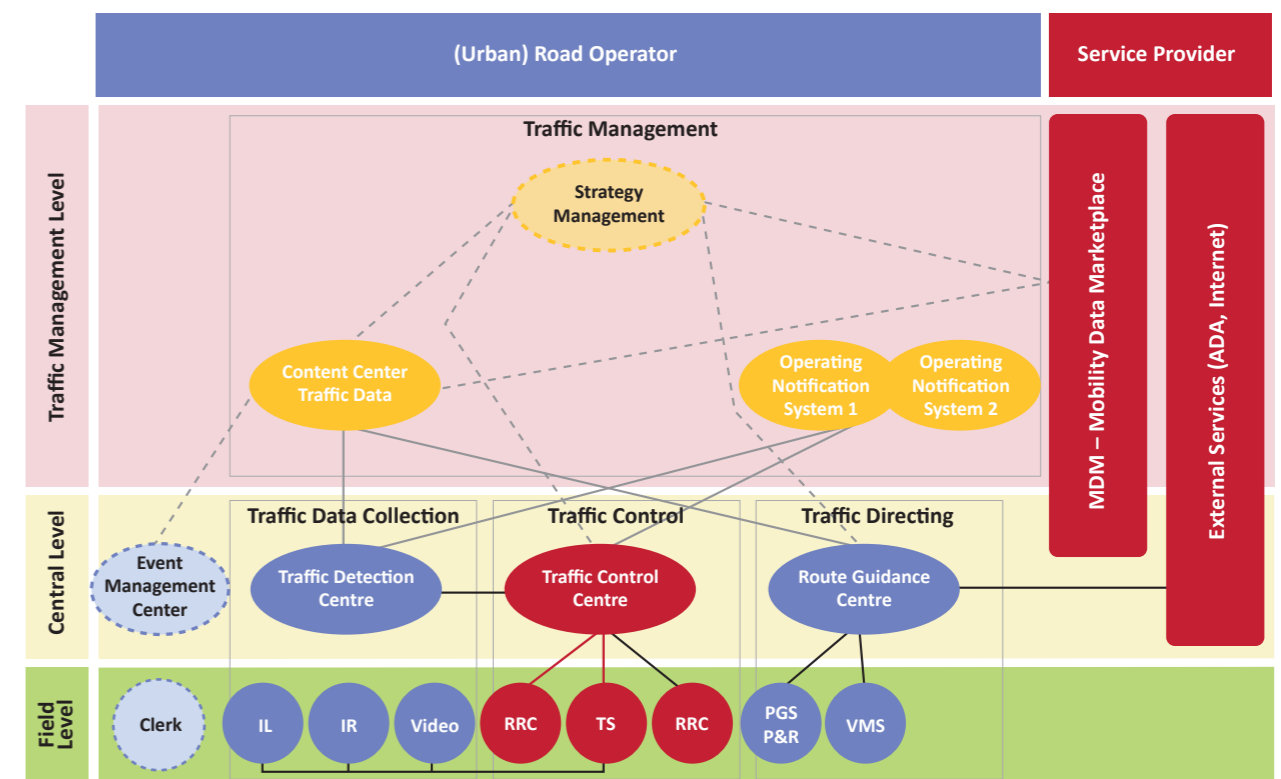 (Urban) Road Operator
Service Provider
Traffic Management Level
Traffic Management
Strategy
Management
Content Center
Traffic Data
Operating
Notification
System 1
Operating
Notification
System 2
MDM – Mobility Data Marketplace
External Services (ADA, Internet)
Central Level
Traffic Data Collection
Traffic Control
Traffic Directing
Event
Management
Center
Traffic Detection
Centre
Traffic Control
Centre
Route Guidance
Centre
Field
Level
Clerk
IL
IR
Video
RRC
TS
RRC
PGS
P&R
VMS